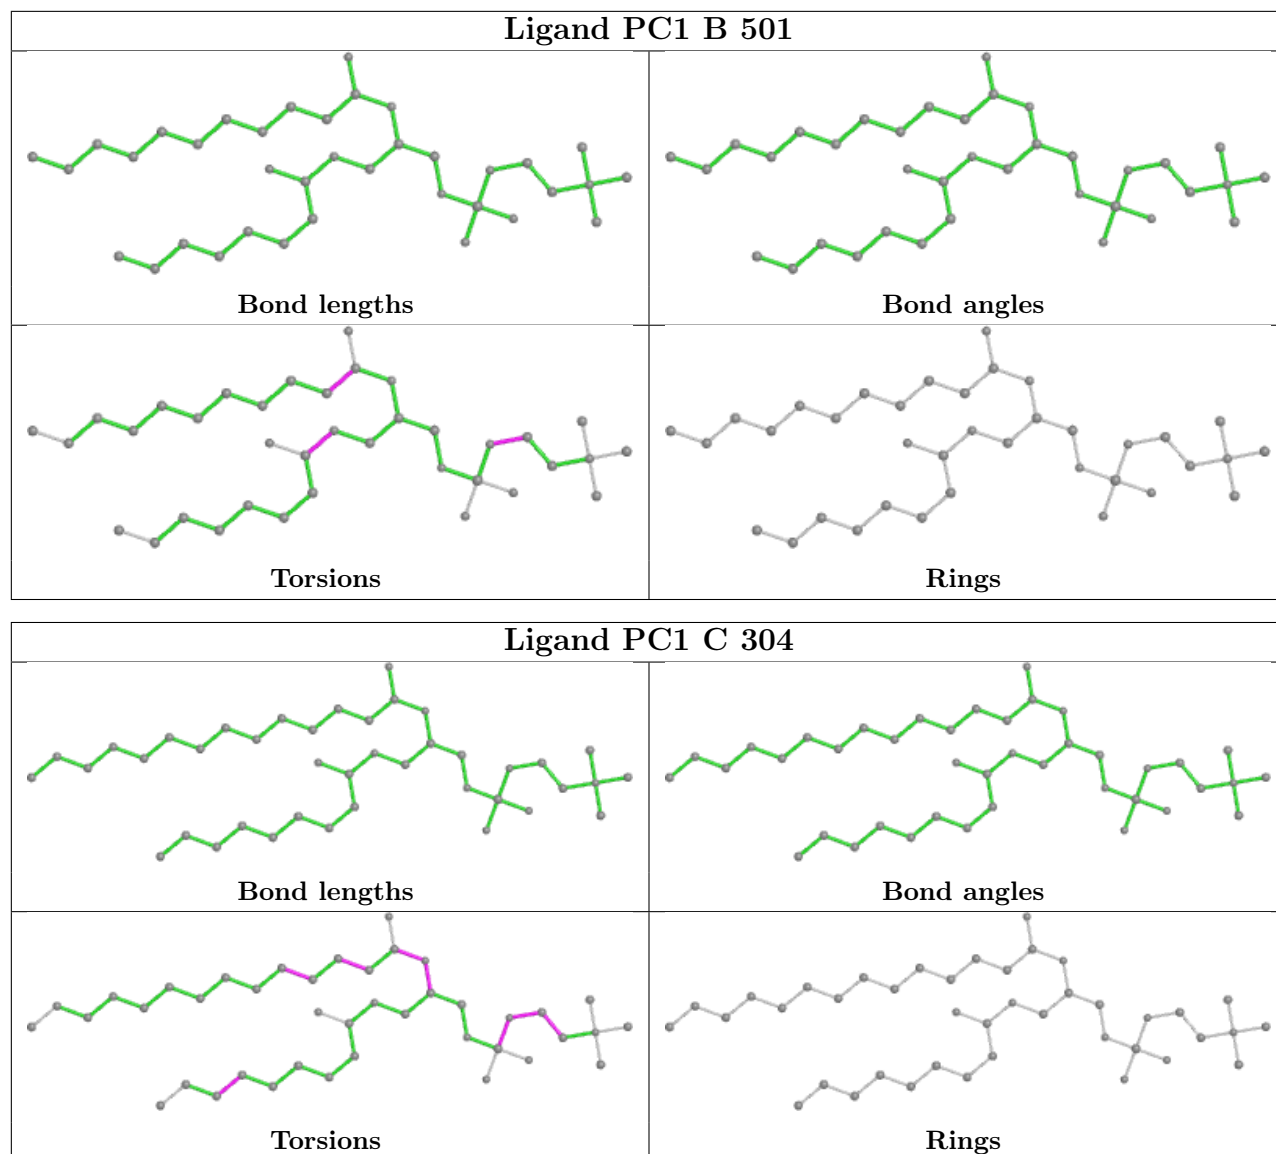 Ligand PC1 B 501
Bond lengths
Bond angles
Torsions
Rings
Ligand PC1 C 304
Bond lengths
Bond angles
Torsions
Rings